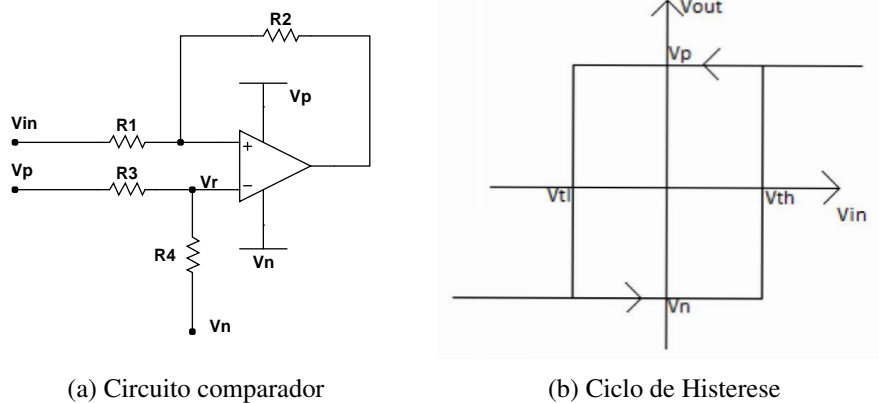 R2
Vp
Vin
R1
+
Vp
R3
Vr
−
R4
Vn
Vn
(a) Circuito comparador
Vout
Vp
Vtl
Vth
Vin
Vn
(b) Ciclo de Histerese